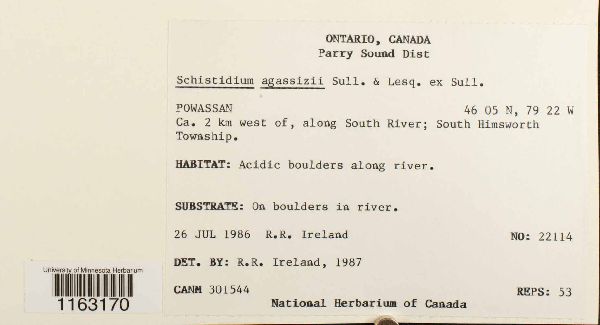 ONTARIO, CANADA
Parry Sound Dist
Schistidium agassizii Sull. & Lesq. ex Sull.
POWASSAN 46 05 N, 79 22 W
Ca. 2 km west of, along South River; South Himsworth
Township.
HABITAT: Acidic boulders along river.
SUBSTRATE: On boulders in river.
26 JUL 1986 R.R. Ireland NO: 22114
DET. BY: R.R. Ireland, 1987
CANM 301544 REPS: 53
National Herbarium of Canada
University of Minnesota Herbarium
1163170